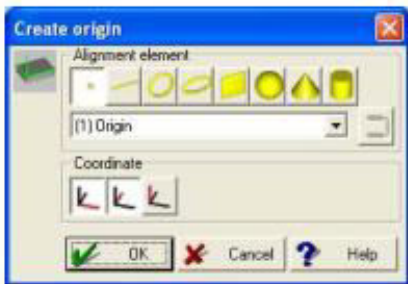 Create origin
Alignment element
(1) Origin
Coordinate
OK Cancel Help